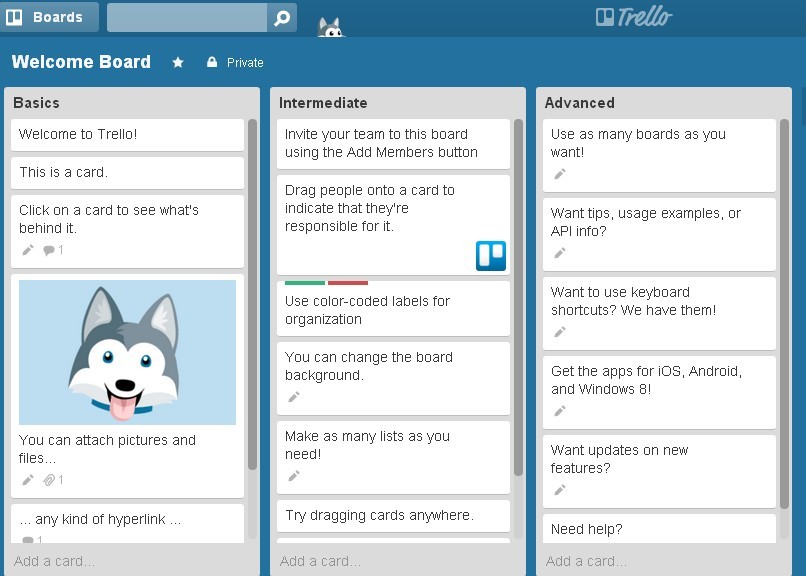 Boards
Trello
Welcome Board
Private
Basics
Welcome to Trello!
This is a card.
Click on a card to see what's
behind it.
1
You can attach pictures and
files...
1
... any kind of hyperlink ...
1
Add a card...
Intermediate
Invite your team to this board
using the Add Members button
Drag people onto a card to
indicate that they're
responsible for it.
Use color-coded labels for
organization
You can change the board
background.
Make as many lists as you
need!
Try dragging cards anywhere.
Add a card...
Advanced
Use as many boards as you
want!
Want tips, usage examples, or
API info?
Want to use keyboard
shortcuts? We have them!
Get the apps for iOS, Android,
and Windows 8!
Want updates on new
features?
Need help?
Add a card...